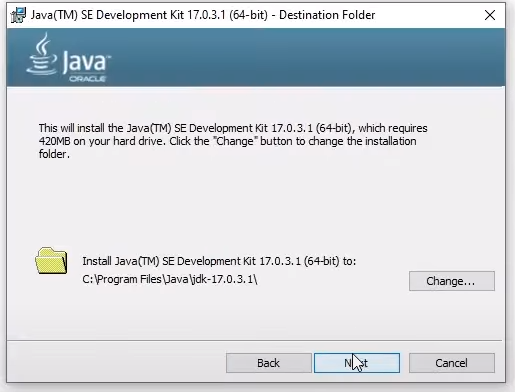 Java(TM) SE Development Kit 17.0.3.1 (64-bit) - Destination Folder
Java™
ORACLE
This will install the Java(TM) SE Development Kit 17.0.3.1 (64-bit), which requires
420MB on your hard drive. Click the "Change" button to change the installation
folder.
Install Java(TM) SE Development Kit 17.0.3.1 (64-bit) to:
C:\Program Files\Java\jdk-17.0.3.1\
Change...
Back
Next
Cancel